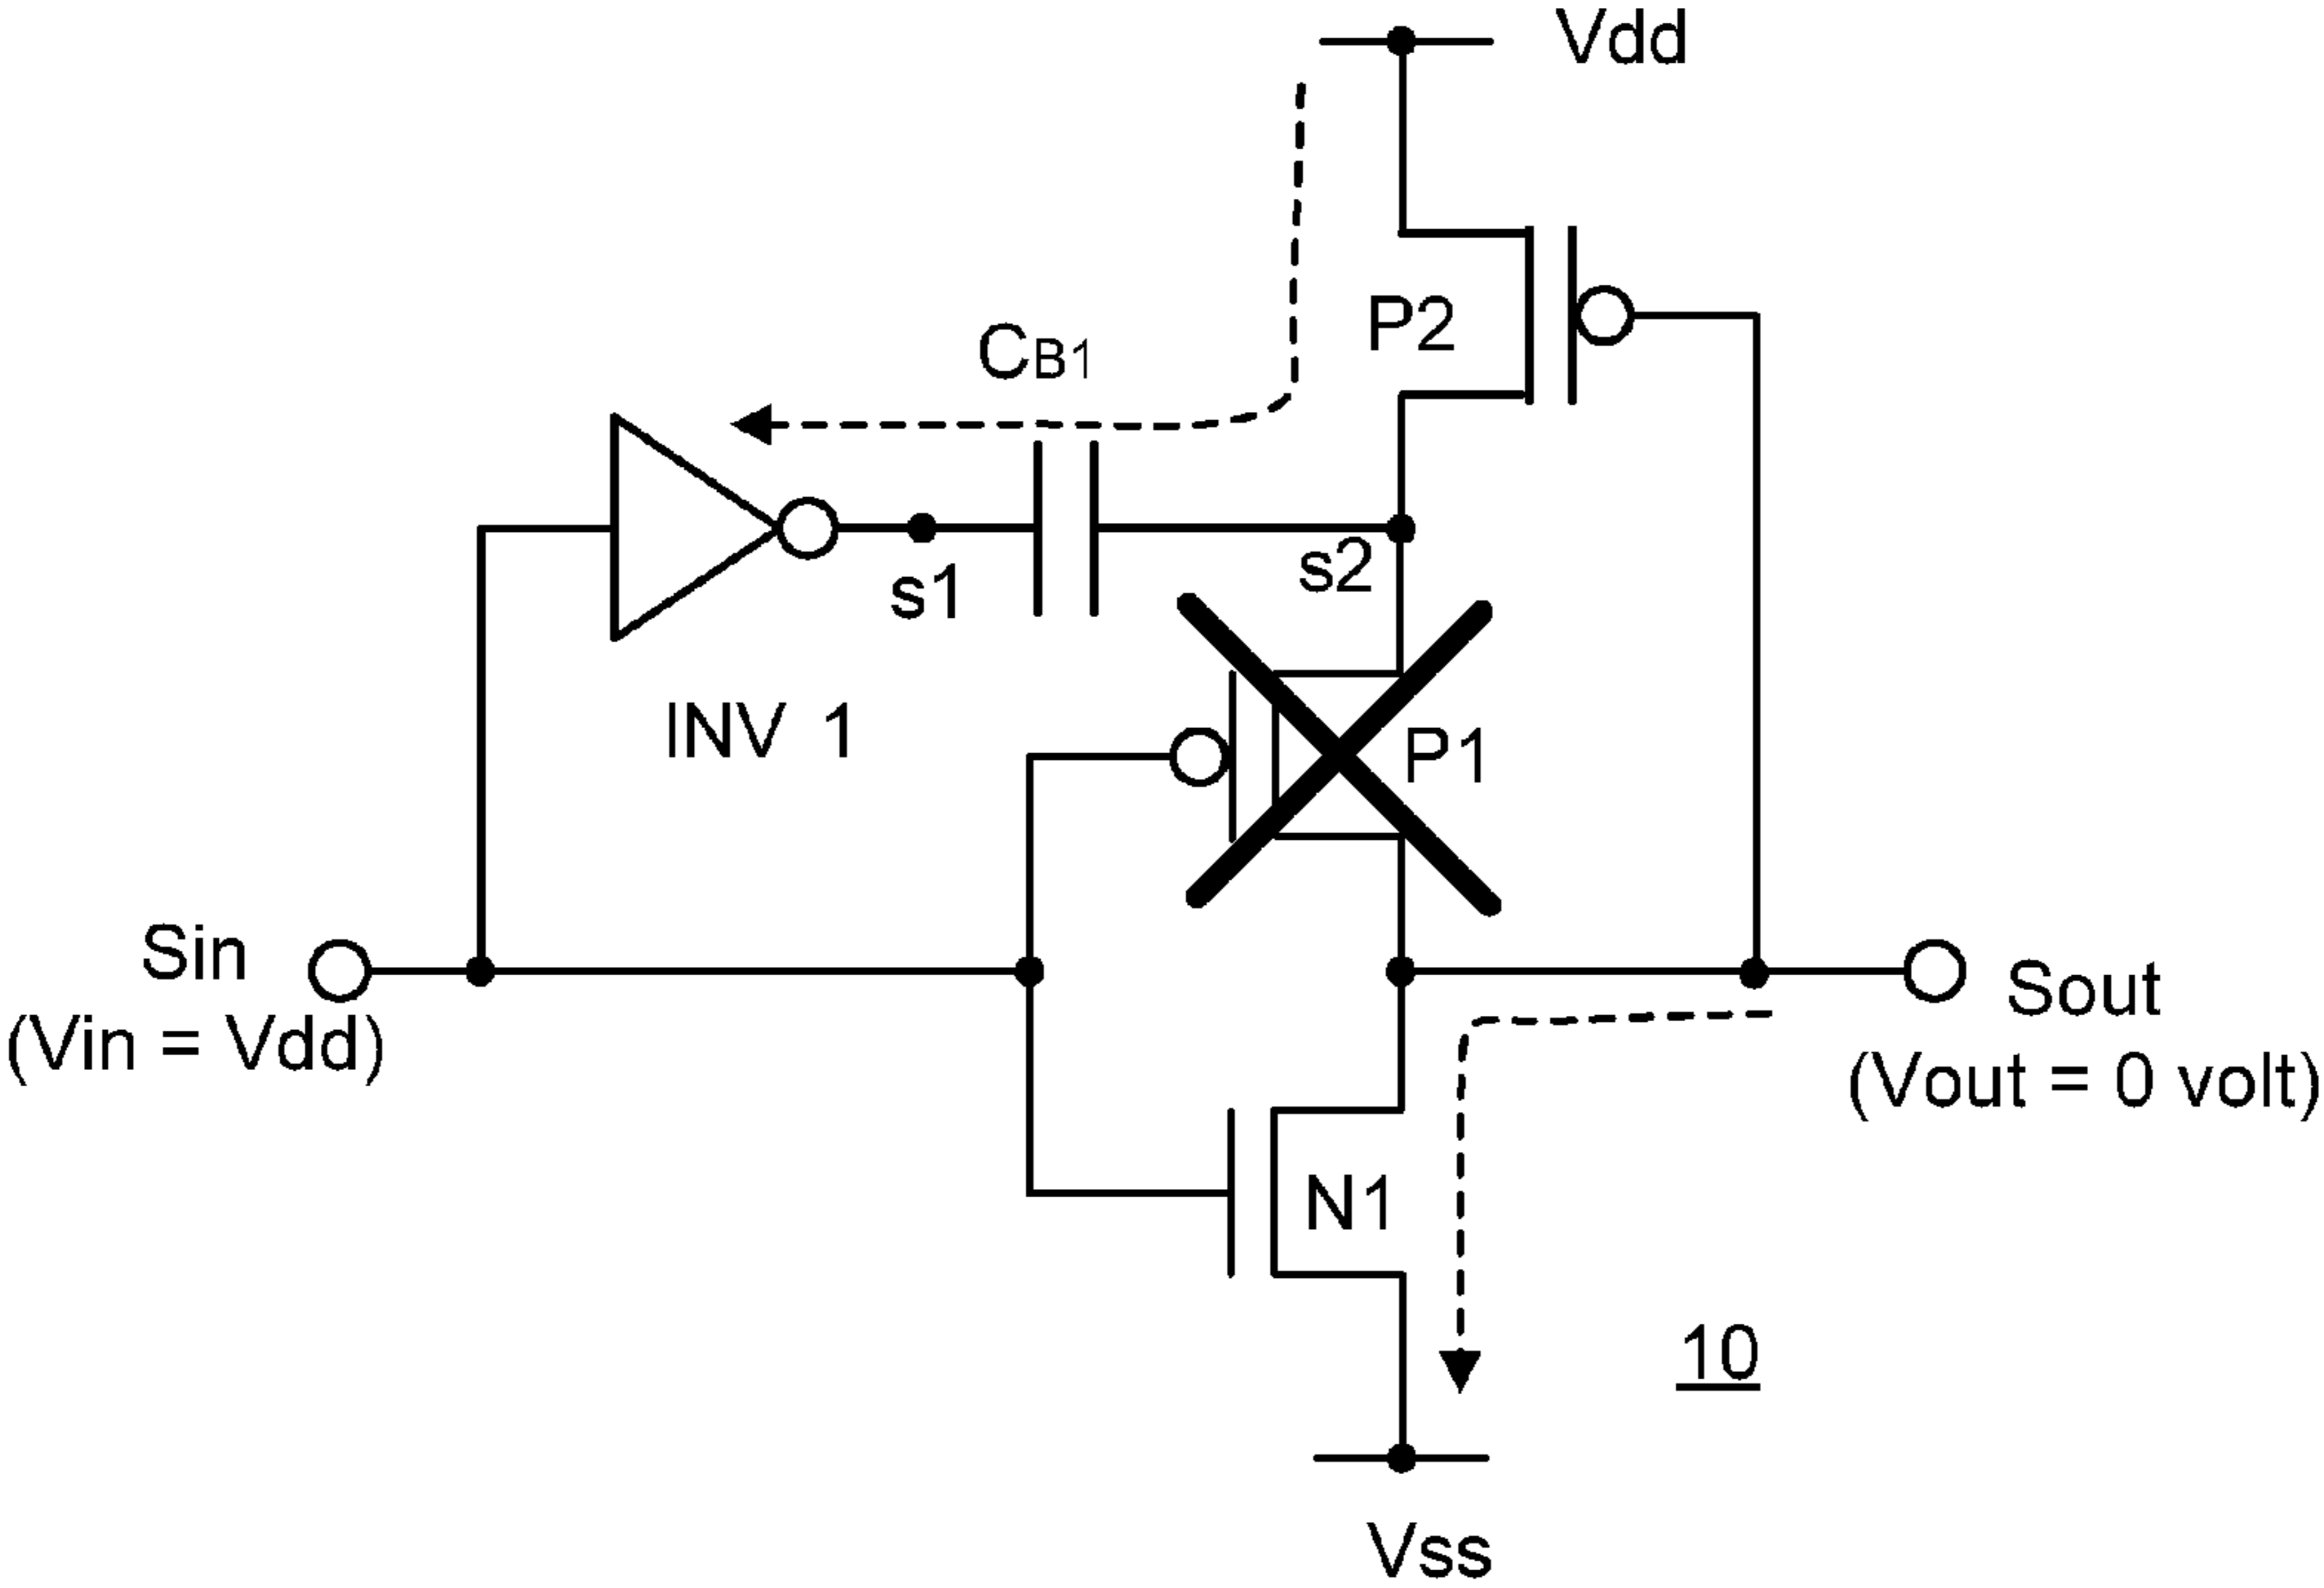 Vdd
P2
CB1
s2
s1
INV 1
P1
Sin
(Vin = Vdd)
Sout
(Vout = 0 volt)
N1
10
Vss